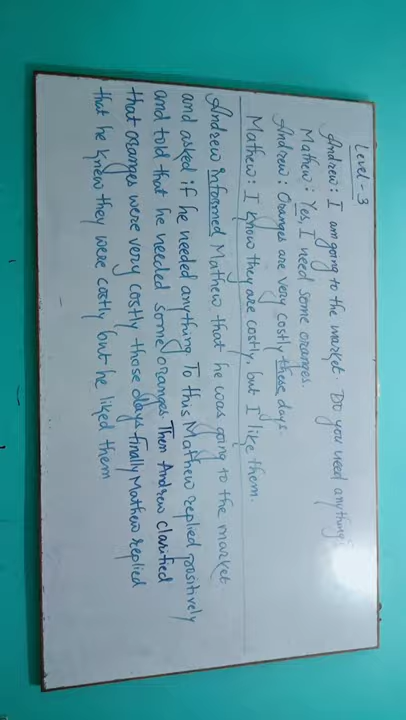 Level-3
Andrew: I am going to the market. Do you need anything?
Mathew: Yes, I need some oranges.
Andrew: Oranges are very costly these days.
Mathew: I know they are costly, but I like them.
Andrew informed Mathew that he was going to the market
and asked if he needed anything. To this Mathew replied positively
and told that he needed some oranges. Then Andrew clarified
that oranges were very costly those days. Finally Mathew replied
that he knew they were costly but he liked them